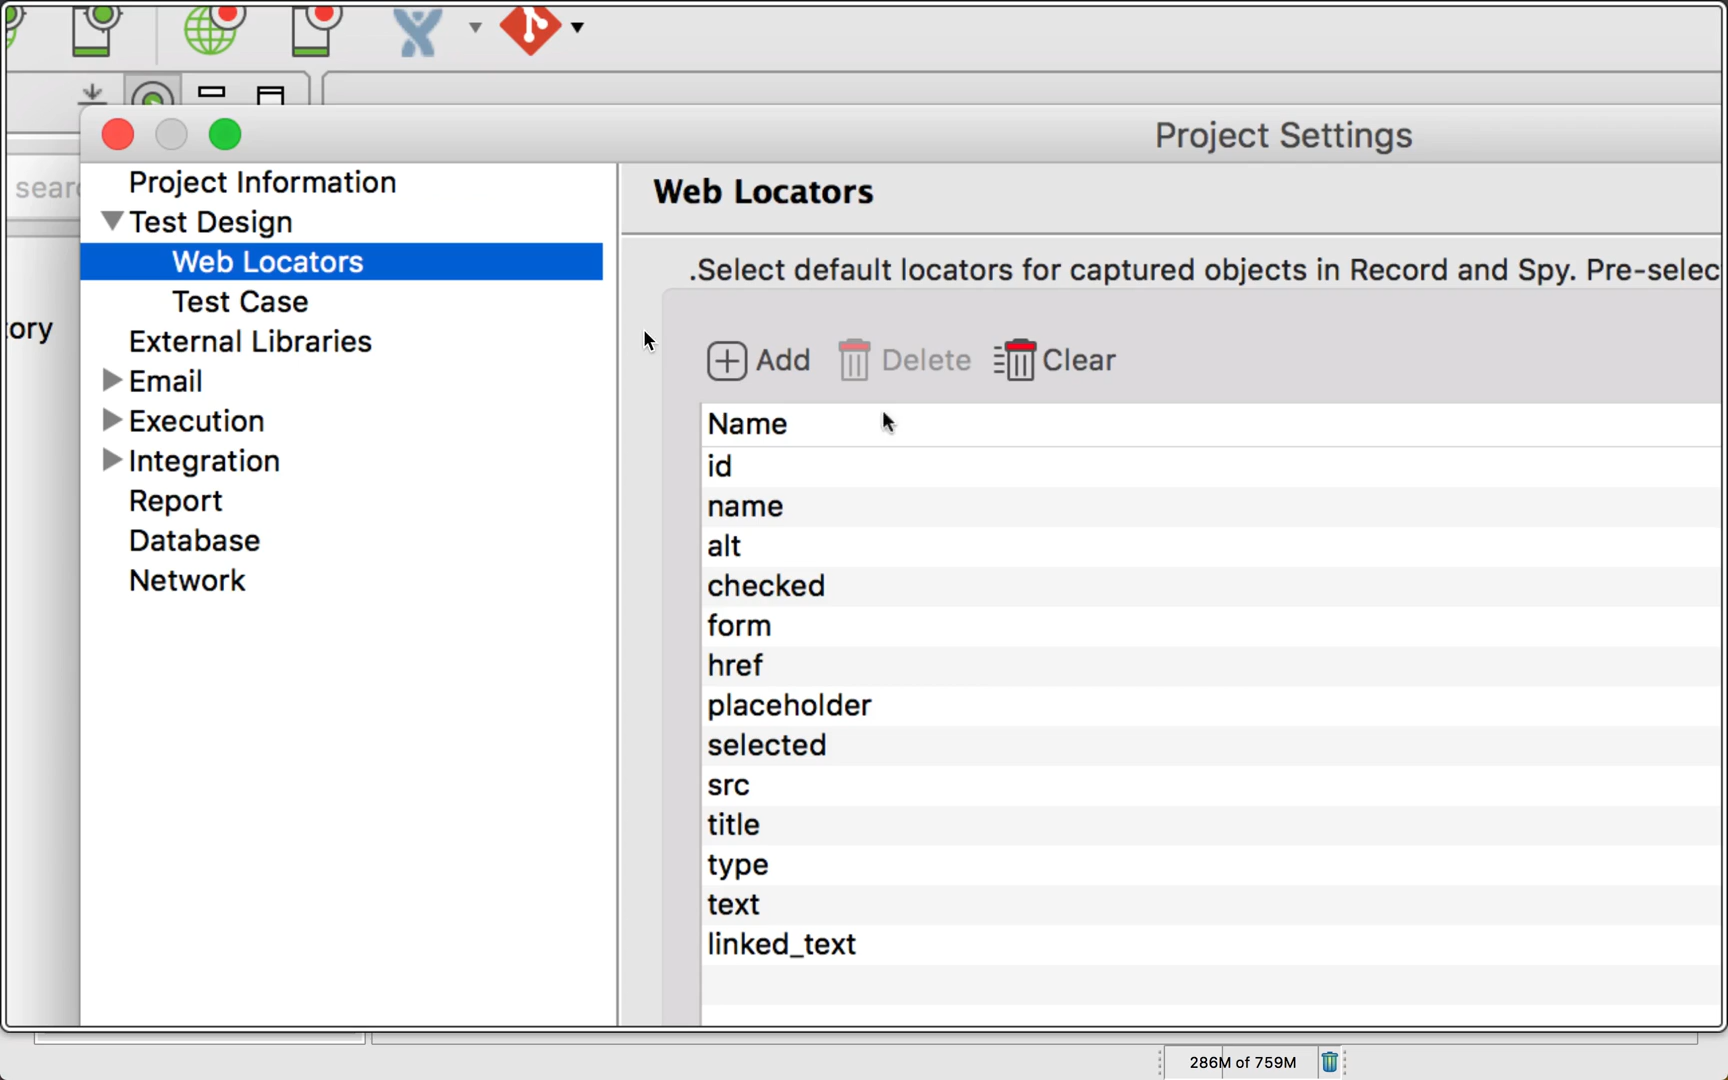 Project Settings
sear
ory
Project Information
Test Design
Web Locators
Test Case
External Libraries
Email
Execution
Integration
Report
Database
Network
Web Locators
.Select default locators for captured objects in Record and Spy. Pre-selec
Add Delete Clear
Name
id
name
alt
checked
form
href
placeholder
selected
src
title
type
text
linked_text
286M of 759M